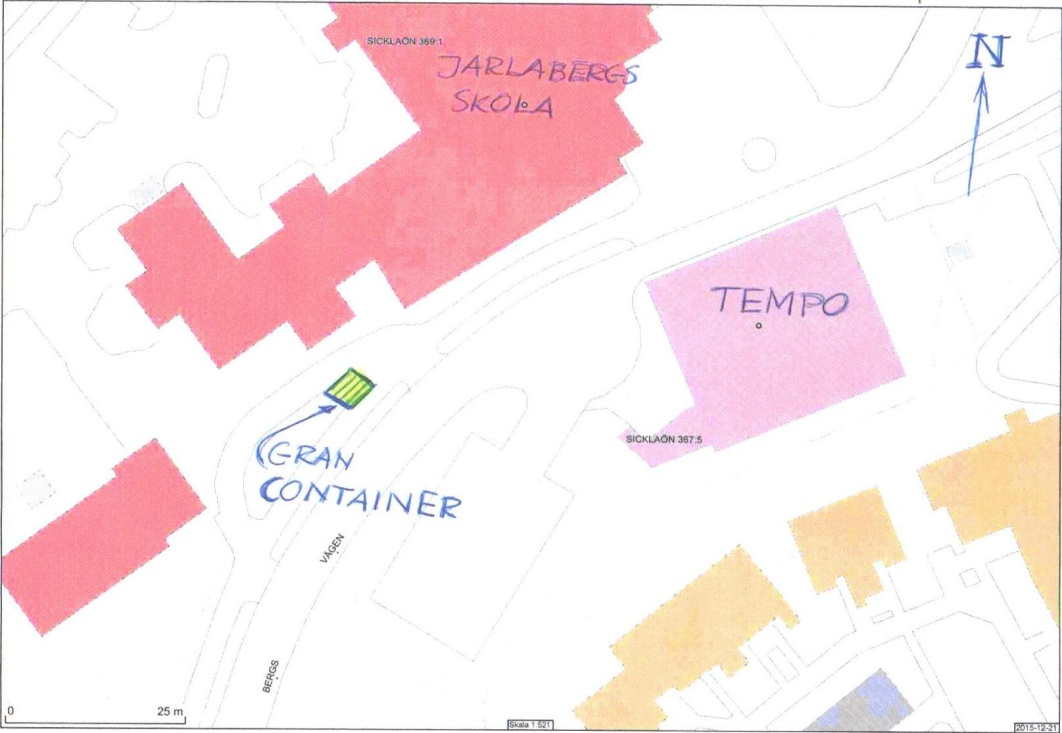 SICKLAÖN 369:1
JARLABERGS
SKOLA
N
TEMPO
SICKLAÖN 367:5
GRAN
CONTAINER
VÄGEN
BERGS
0 25 m
Skala 1:521
2015-12-21